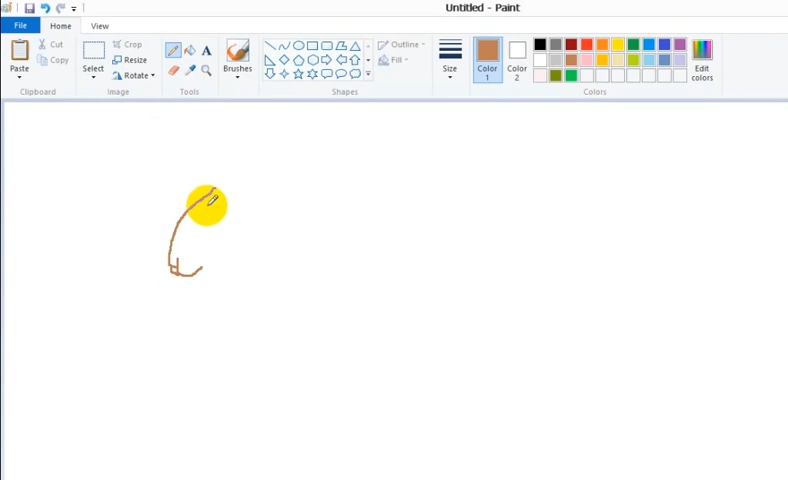 Untitled - Paint
File Home View
Paste
Cut
Copy
Clipboard
Select
Crop
Resize
Rotate
Image
A
Tools
Brushes
Outline
Fill
Shapes
Size
Color 1
Color 2
Edit colors
Colors